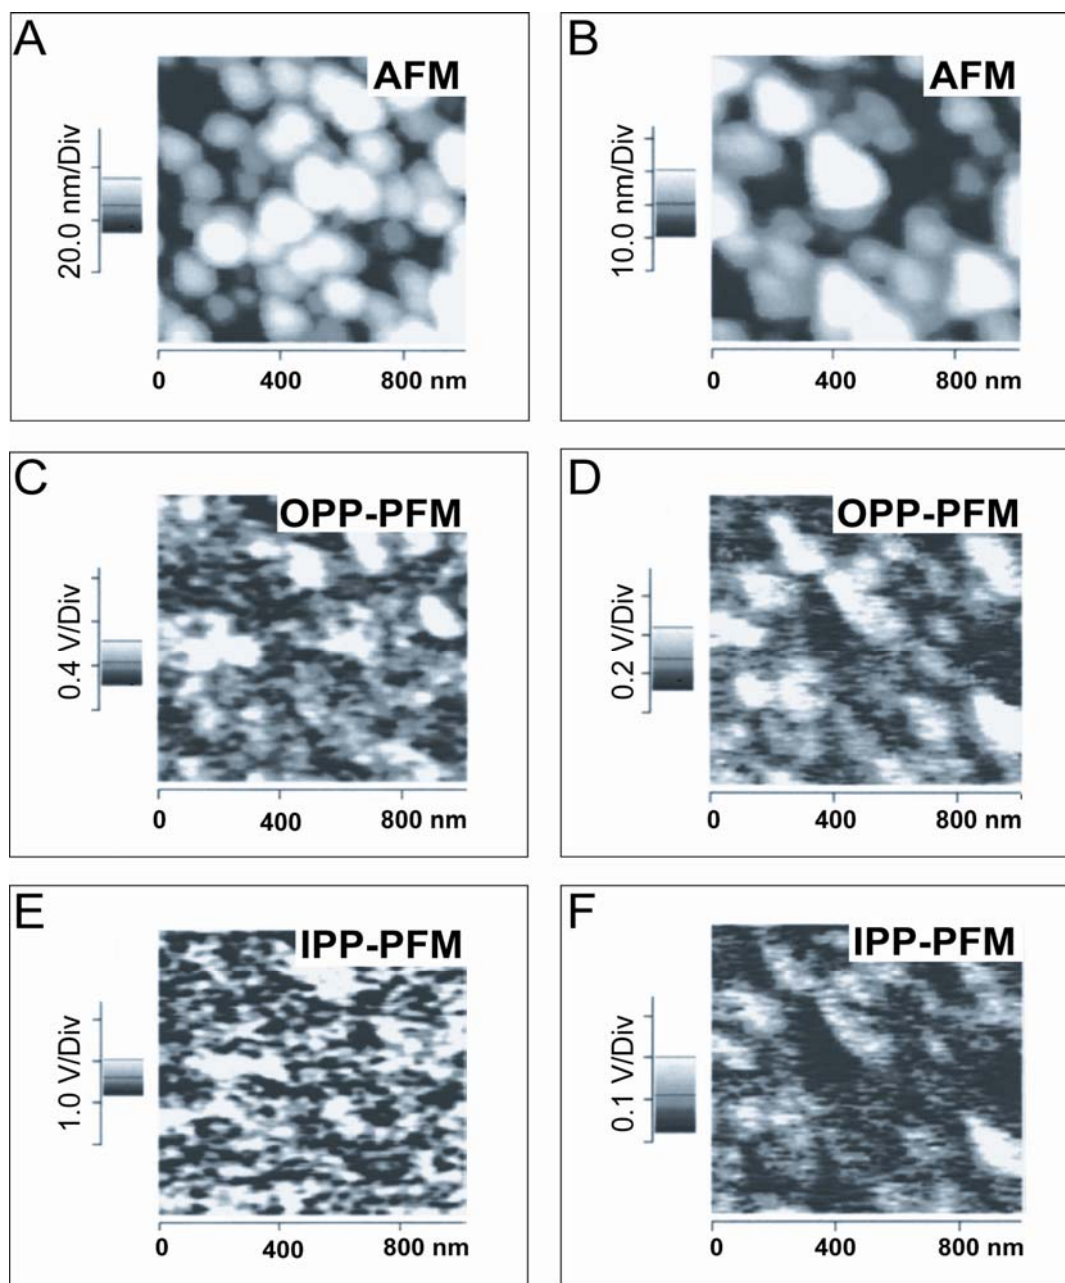 A
AFM
20.0 nm/Div
0
400
800 nm
B
AFM
10.0 nm/Div
0
400
800 nm
C
OPP-PFM
0.4 V/Div
0
400
800 nm
D
OPP-PFM
0.2 V/Div
0
400
800 nm
E
IPP-PFM
1.0 V/Div
0
400
800 nm
F
IPP-PFM
0.1 V/Div
0
400
800 nm